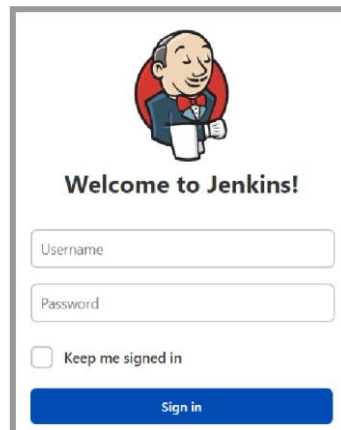 Welcome to Jenkins!
Username
Password
Keep me signed in
Sign in